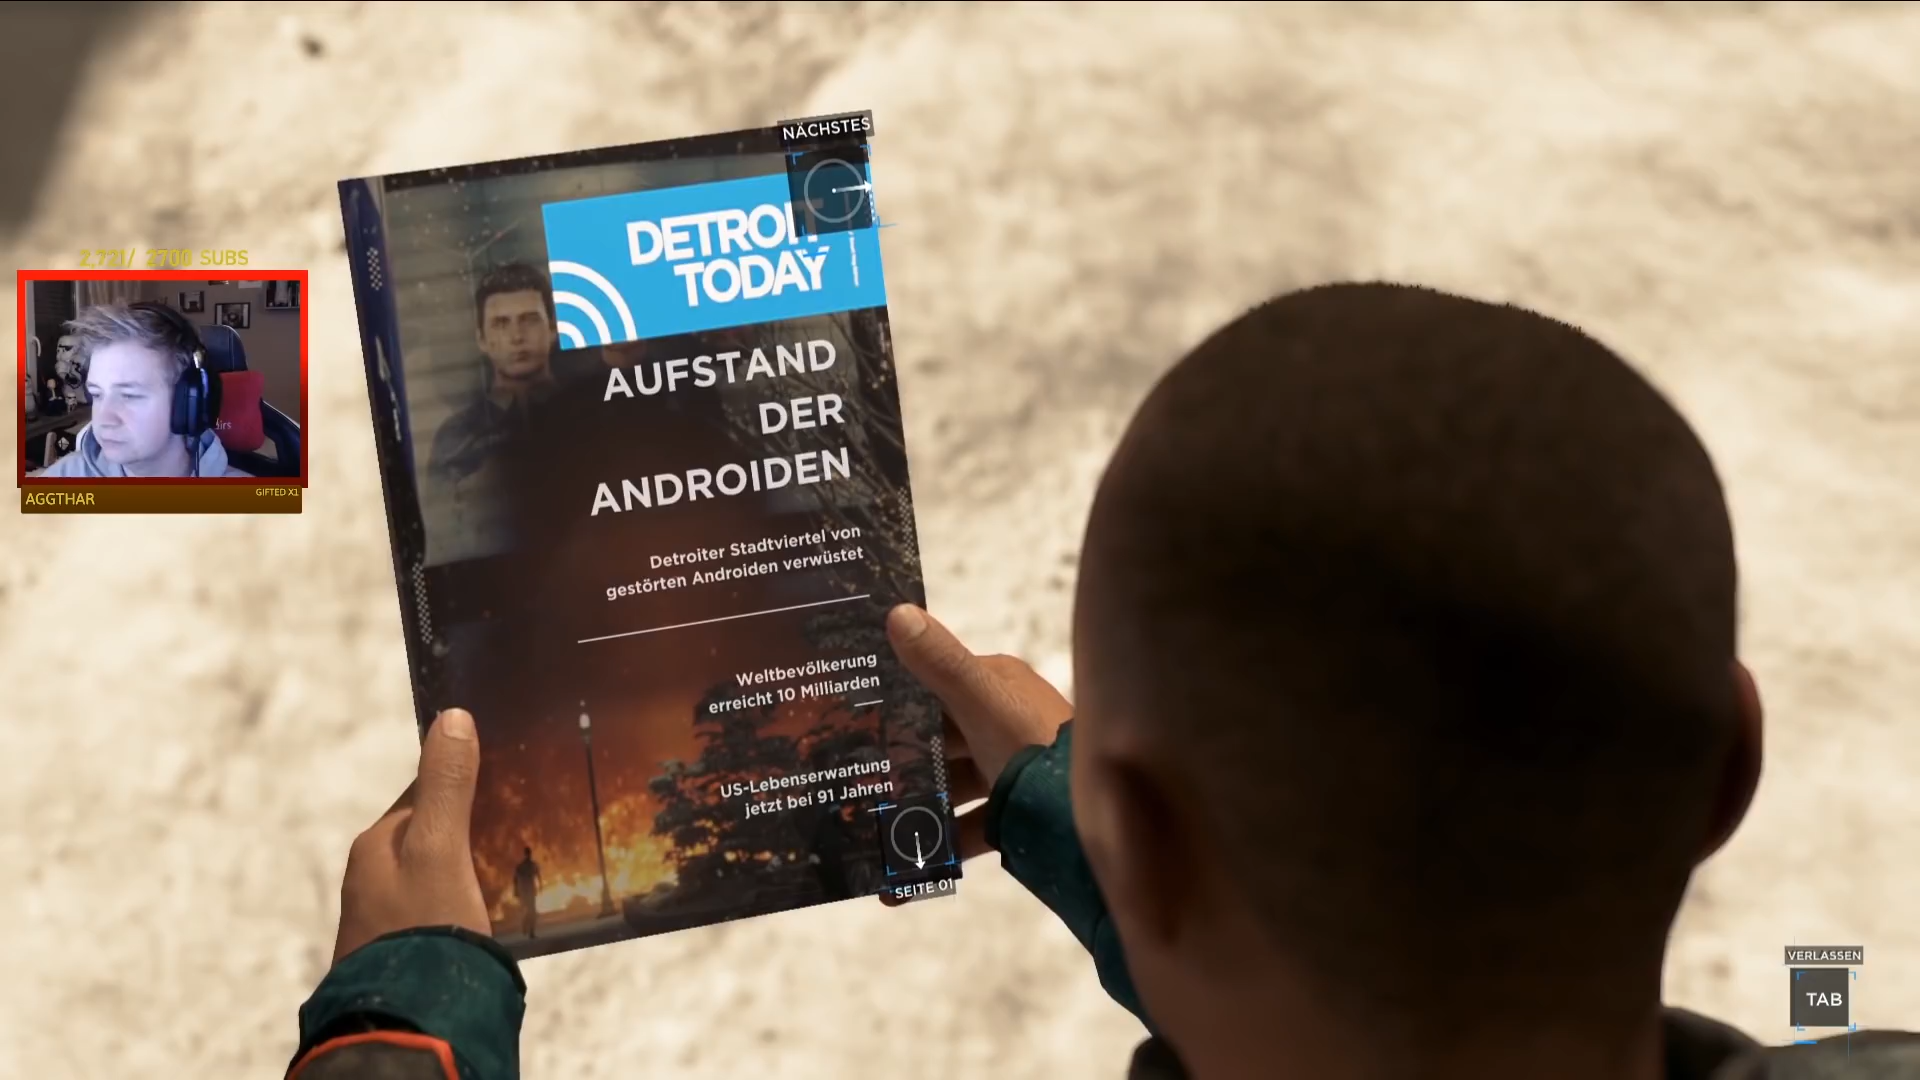 NÄCHSTES
DETROIT
TODAY
2,721/ 2700 SUBS
AUFSTAND
DER
ANDROIDEN
AGGTHAR
GIFTED X1
Detroiter Stadtviertel von
gestörten Androiden verwüstet
Weltbevölkerung
erreicht 10 Milliarden
US-Lebenserwartung
jetzt bei 91 Jahren
SEITE 01
VERLASSEN
TAB